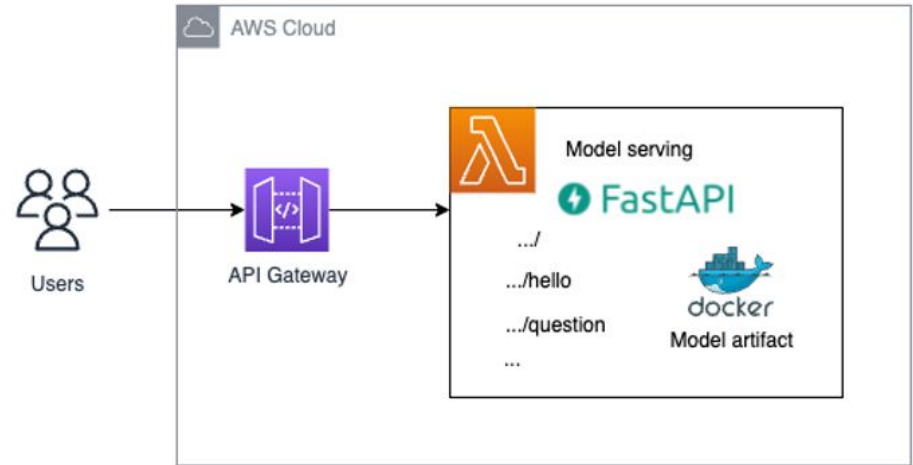 AWS Cloud
Users
</>
API Gateway
Model serving
FastAPI
.../
.../hello
.../question
...
docker
Model artifact